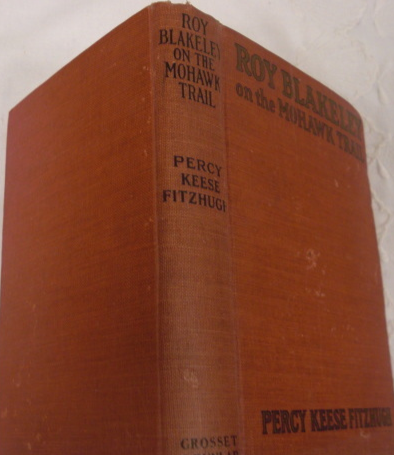 ROY
BLAKELEY
ON THE
MOHAWK
TRAIL
PERCY
KEESE
FITZHUGH
GROSSET
ROY BLAKELEY
on the MOHAWK TRAIL
PERCY KEESE FITZHUGH